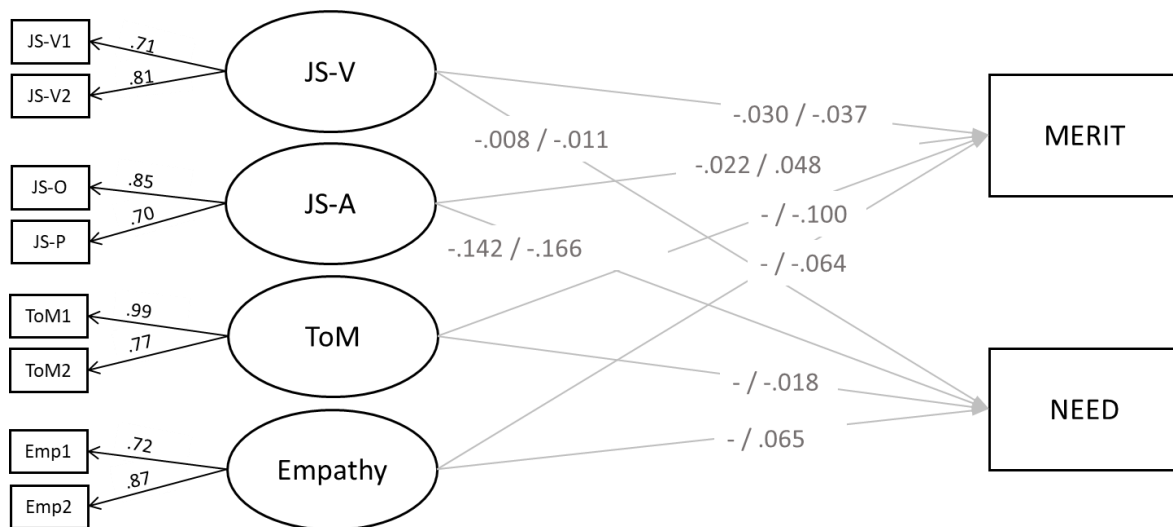 JS-V1
.71
JS-V2
.81
JS-V
-.030 / -.037
-.008 / -.011
MERIT
JS-O
.85
JS-P
.70
JS-A
-.022 / .048
-.142 / -.166
- / -.100
- / -.064
ToM1
.99
ToM2
.77
ToM
- / -.018
NEED
Emp1
.72
Emp2
.87
Empathy
- / .065